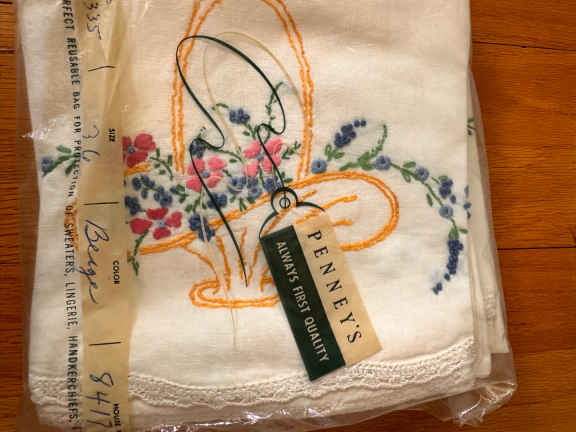 335 | 36 | Beige | 8417
SIZE COLOR HOUSE
PERFECT REUSABLE BAG FOR PROTECTION OF SWEATERS, LINGERIE, HANDKERCHIEFS,
PENNEY'S
ALWAYS FIRST QUALITY